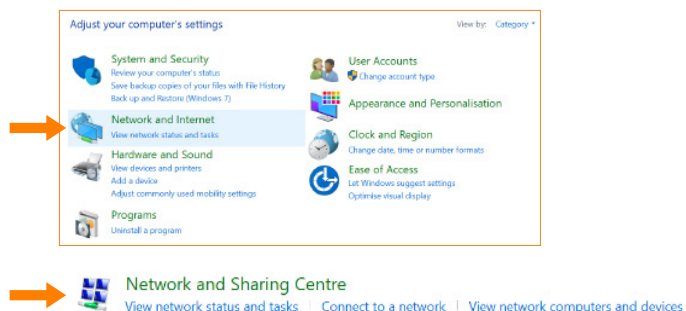 Adjust your computer's settings
View by: Category
System and Security
Review your computer's status
Save backup copies of your files with File History
Back up and Restore (Windows 7)
Network and Internet
View network status and tasks
Hardware and Sound
View devices and printers
Add a device
Adjust commonly used mobility settings
Programs
Uninstall a program
User Accounts
Change account type
Appearance and Personalisation
Clock and Region
Change date, time or number formats
Ease of Access
Let Windows suggest settings
Optimise visual display
Network and Sharing Centre
View network status and tasks | Connect to a network | View network computers and devices